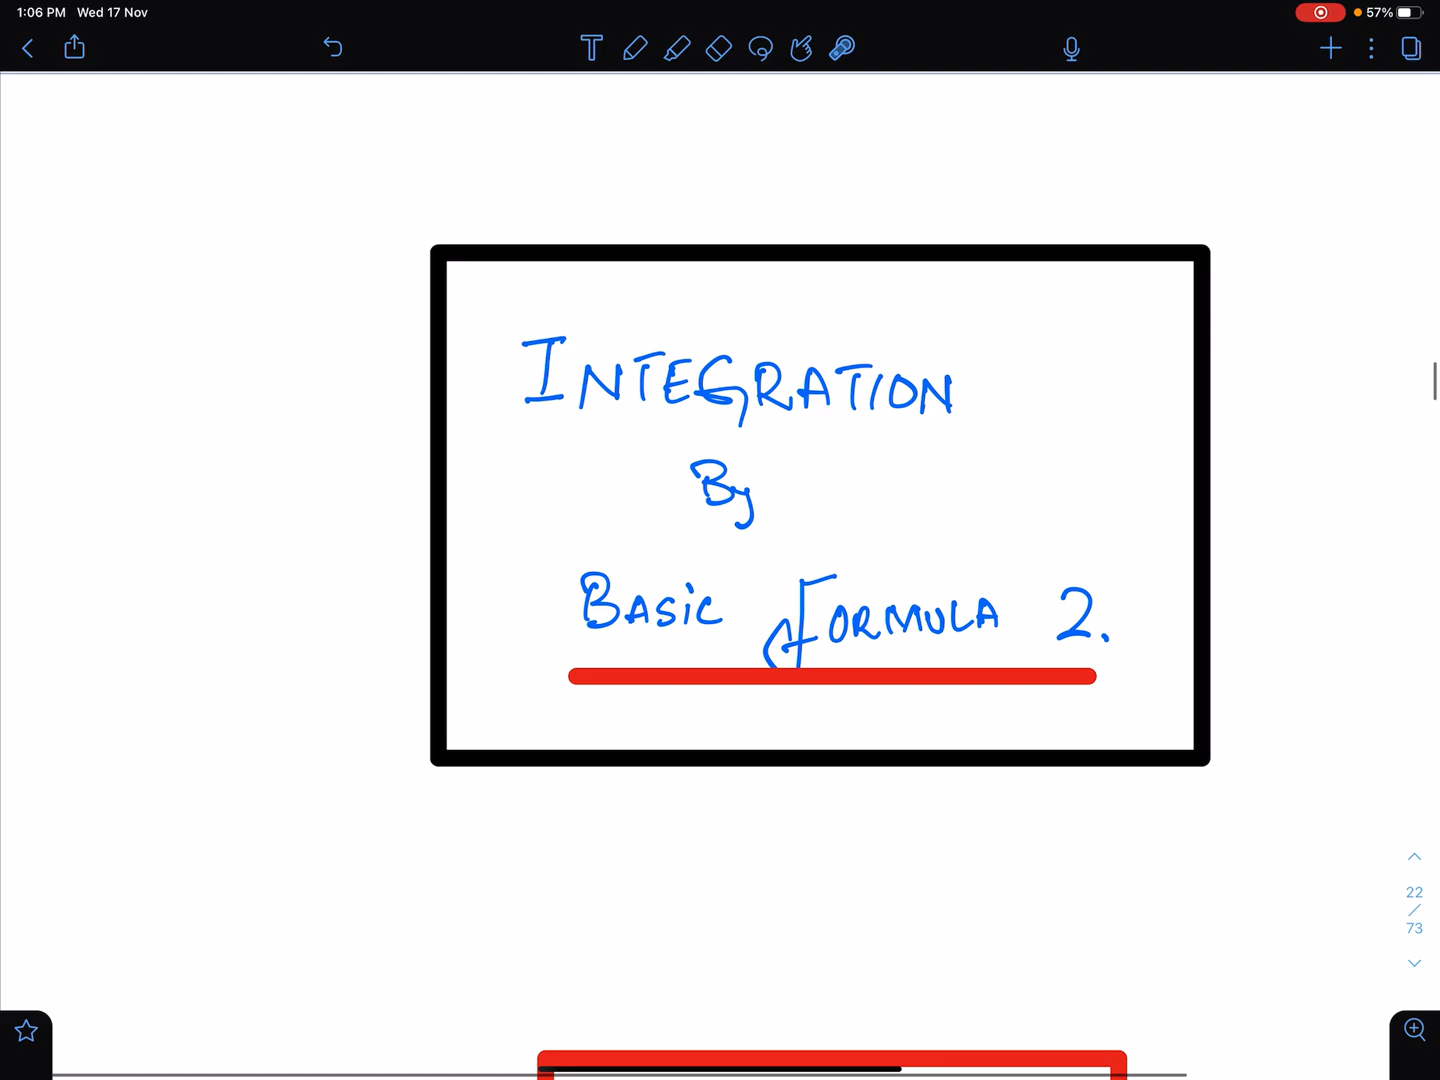 1:06 PM Wed 17 Nov
57%
T
INTEGRATION
By
BASIC FORMULA 2.
22
/
73